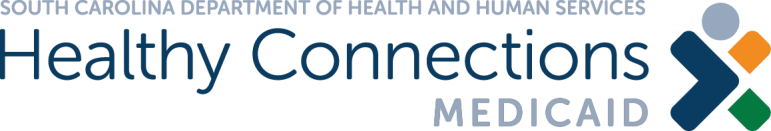 SOUTH CAROLINA DEPARTMENT OF HEALTH AND HUMAN SERVICES
Healthy Connections
MEDICAID